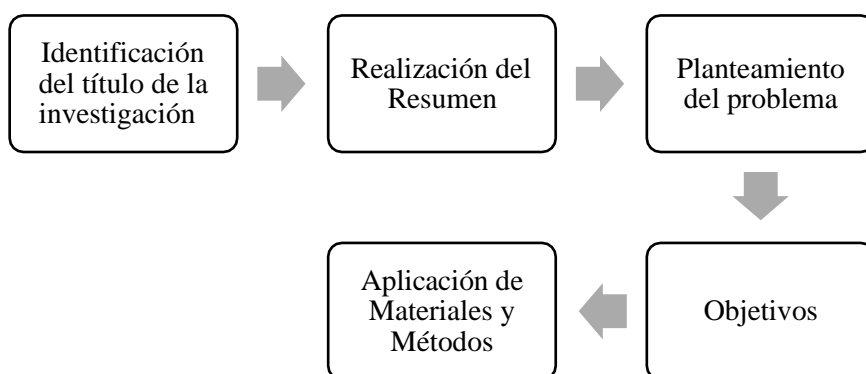 Identificación
del título de la
investigación
Realización del
Resumen
Planteamiento
del problema
Objetivos
Aplicación de
Materiales y
Métodos